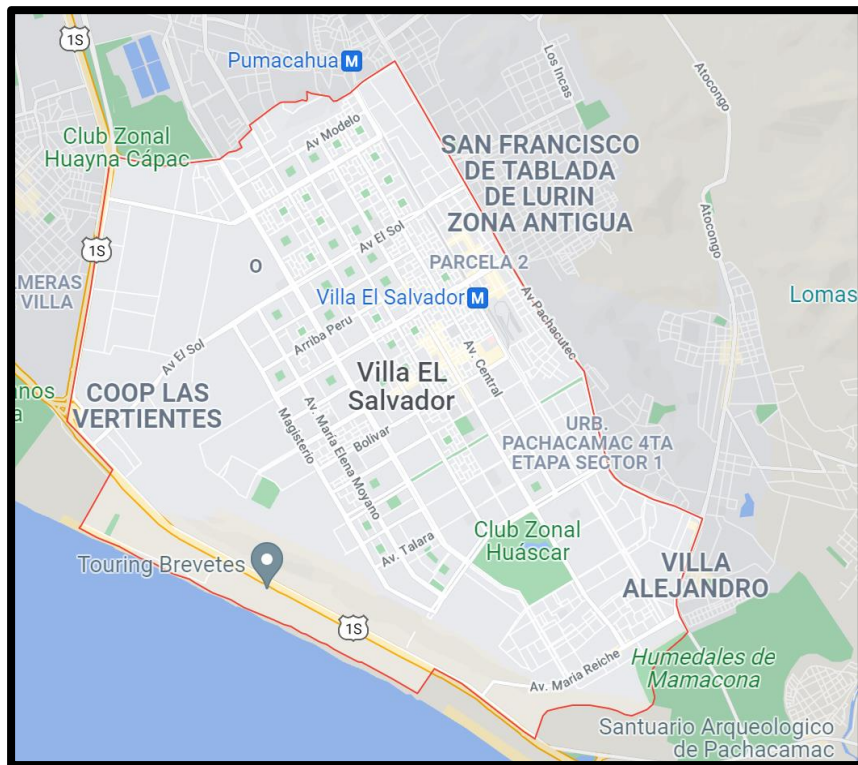 1S
Pumacahua M
Los Incas
Atocongo
Av Modelo
Club Zonal
Huayna Cápac
SAN FRANCISCO
DE TABLADA
DE LURIN
ZONA ANTIGUA
Atocongo
Av El Sol
1S
O
PARCELA 2
MERAS
VILLA
Villa El Salvador M
Av Pachacutec
Lomas
Arriba Peru
Av El Sol
Av. Central
Villa EL
Salvador
COOP LAS
VERTIENTES
nos
a
Av. María Elena Moyano
Magisterio
Bolivar
URB.
PACHACAMAC 4TA
ETAPA SECTOR 1
Club Zonal
Huáscar
Av. Talara
Touring Brevetes
VILLA
ALEJANDRO
1S
Av. Maria Reiche
Humedales de
Mamacona
Santuario Arqueologico
de Pachacamac